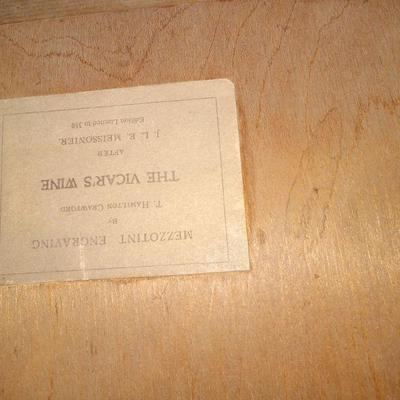 MEZZOTINT ENGRAVING
BY
T. HAMILTON CRAWFORD
THE VICAR'S WINE
AFTER
J. L. E. MEISSONIER.
Edition Limited to 350